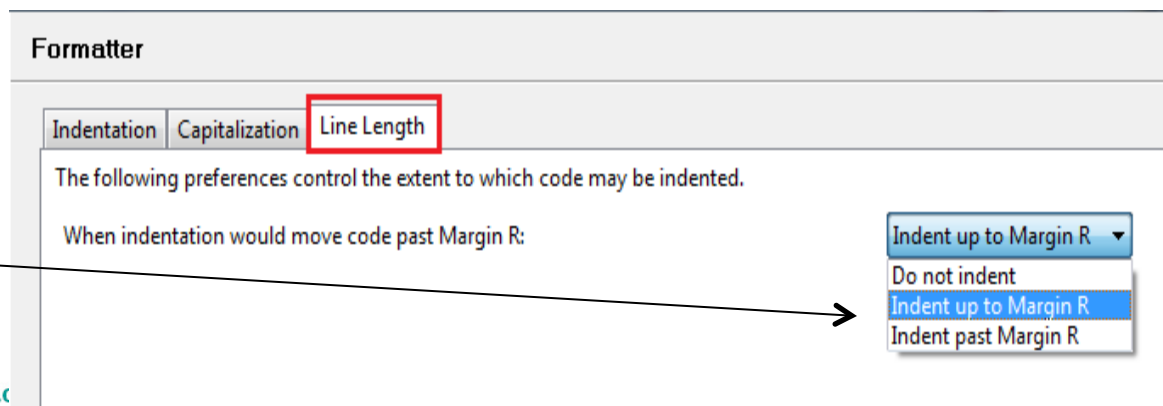 Formatter
Indentation Capitalization Line Length
The following preferences control the extent to which code may be indented.
When indentation would move code past Margin R: Indent up to Margin R
Do not indent
Indent up to Margin R
Indent past Margin R